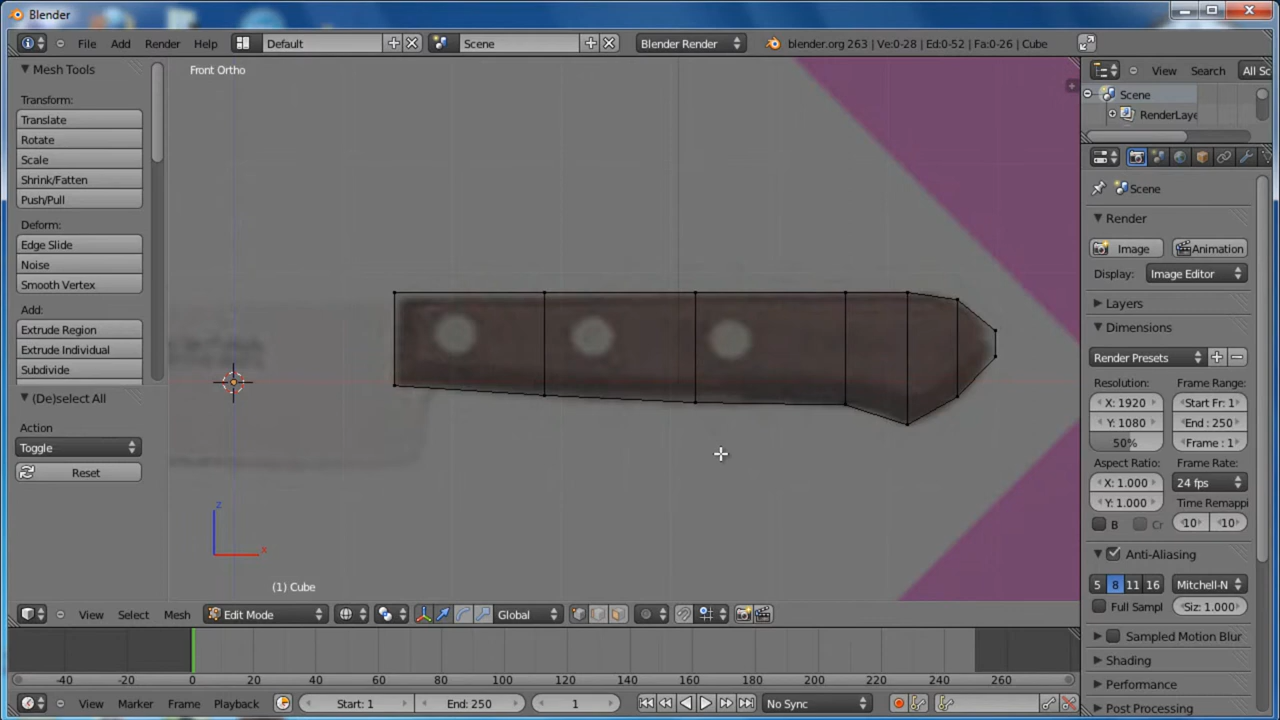 Blender
File Add Render Help Default Scene Blender Render blender.org 263 | Ve:0-28 | Ed:0-52 | Fa:0-26 | Cube
Mesh Tools
Transform:
Translate
Rotate
Scale
Shrink/Fatten
Push/Pull
Deform:
Edge Slide
Noise
Smooth Vertex
Add:
Extrude Region
Extrude Individual
Subdivide
(De)select All
Action
Toggle
Reset
Front Ortho
z
x
(1) Cube
View Select Mesh Edit Mode Global
View Search All Sc
Scene
RenderLaye
Scene
Render
Image Animation
Display: Image Editor
Layers
Dimensions
Render Presets
Resolution: Frame Range:
X: 1920 Start Fr: 1
Y: 1080 End : 250
50% Frame : 1
Aspect Ratio: Frame Rate:
X: 1.000 24 fps
Y: 1.000 Time Remappi
B Cr 10 10
Anti-Aliasing
5 8 11 16 Mitchell-N
Full Sampl Siz: 1.000
Sampled Motion Blur
Shading
Performance
Post Processing
-40 -20 0 20 40 60 80 100 120 140 160 180 200 220 240 260
View Marker Frame Playback Start: 1 End: 250 1 No Sync